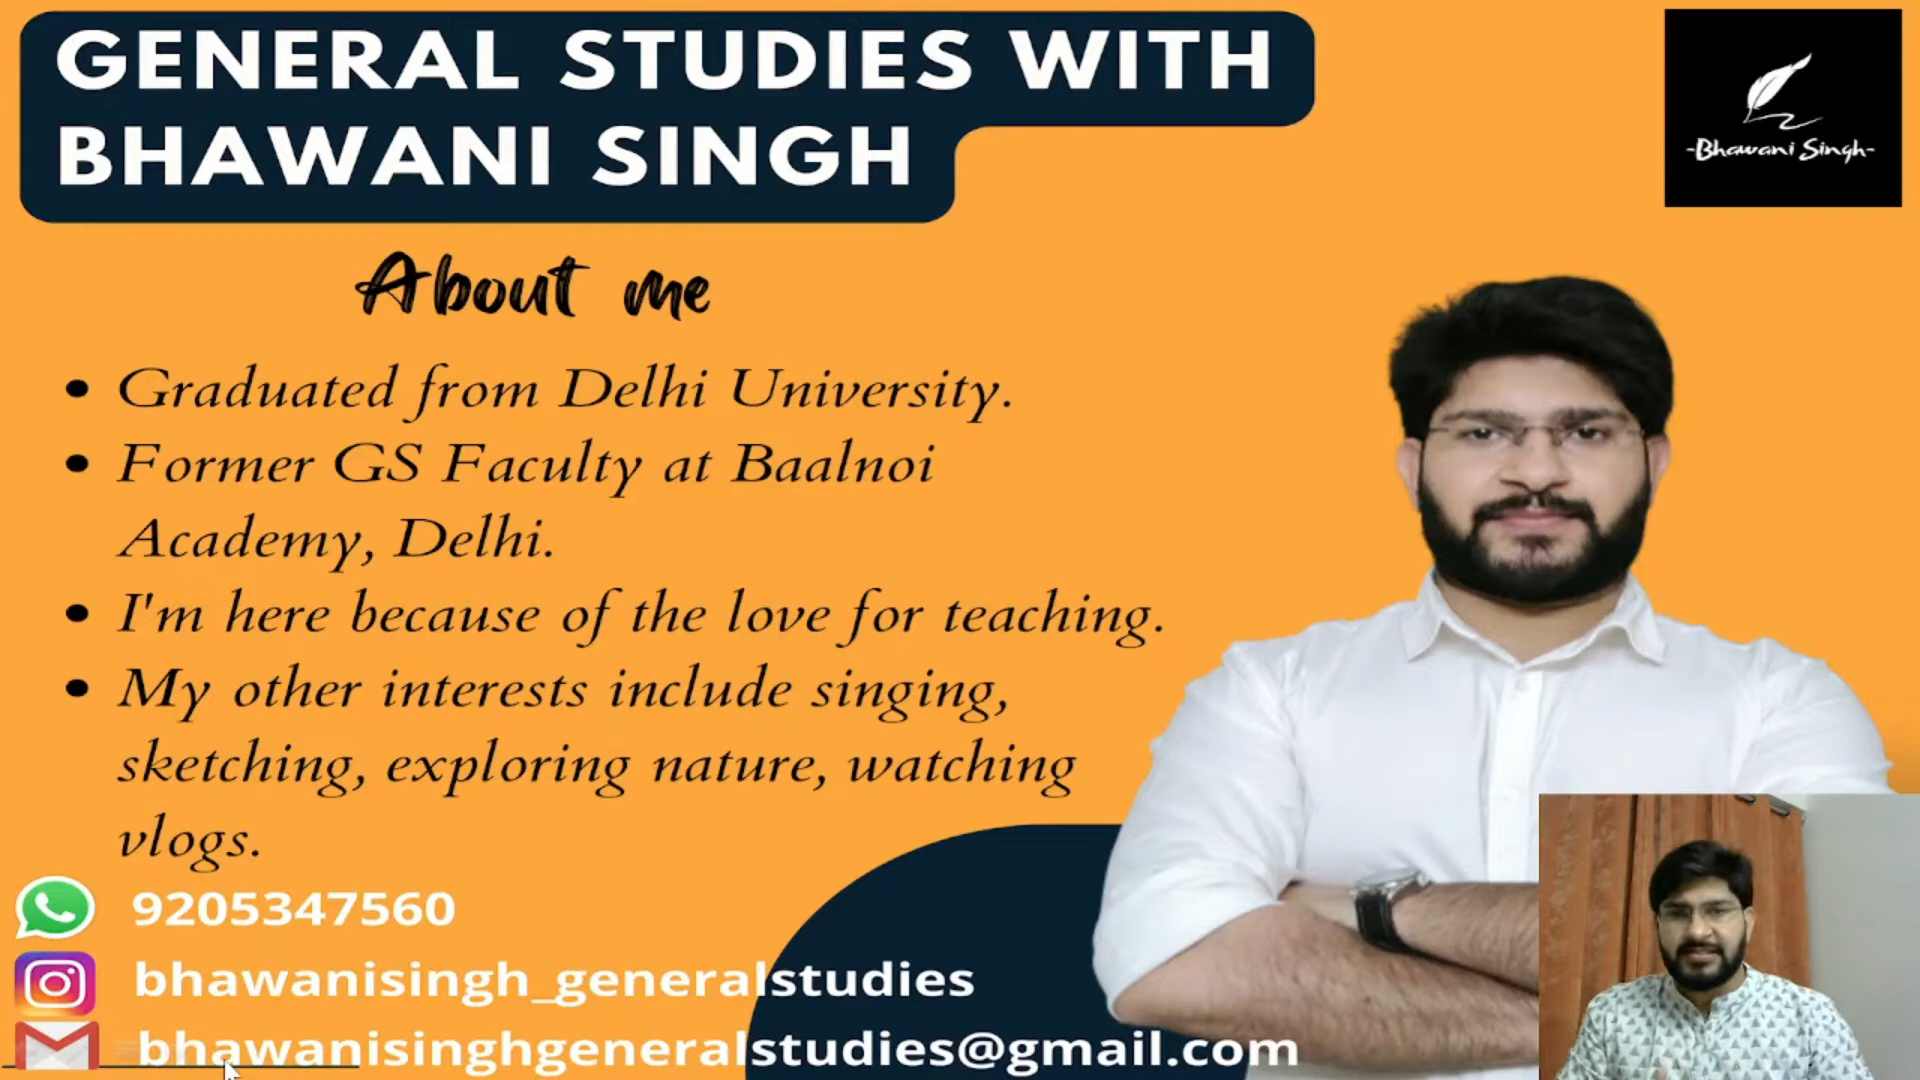 GENERAL STUDIES WITH
BHAWANI SINGH
-Bhawani Singh-
About me
• Graduated from Delhi University.
• Former GS Faculty at Baalnoi
Academy, Delhi.
• I'm here because of the love for teaching.
• My other interests include singing,
sketching, exploring nature, watching
vlogs.
9205347560
bhawanisingh_generalstudies
bhawanisinghgeneralstudies@gmail.com